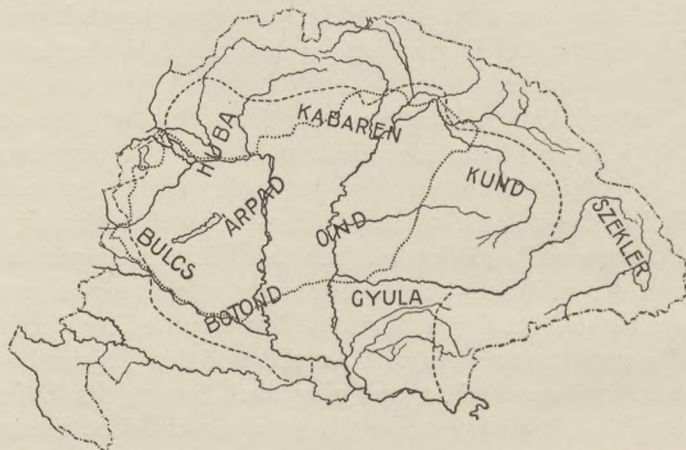 HUBA
KABAREN
KUND
SZEKLER
ARPAD
OND
BULCS
BOTOND
GYULA